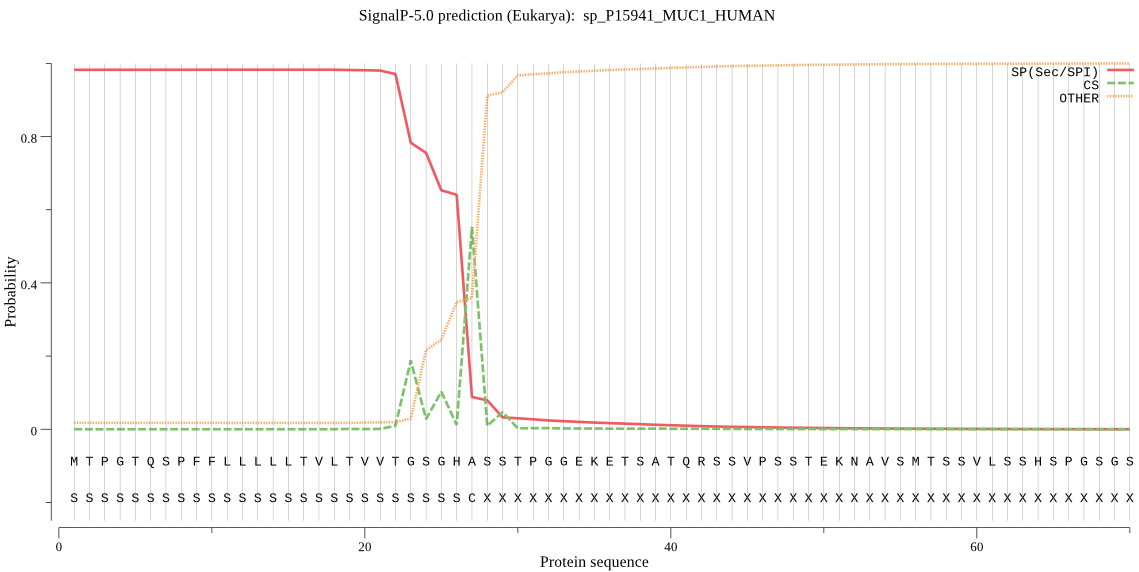 SignalP-5.0 prediction (Eukarya): sp_P15941_MUC1_HUMAN
SP(Sec/SPI)
CS
OTHER
0.8
0.4
0
Probability
M T P G T Q S P F F L L L L L T V L T V V T G S G H A S S T P G G E K E T S A T Q R S S V P S S T E K N A V S M T S S V L S S H S P G S G S
S S S S S S S S S S S S S S S S S S S S S S S S S S C X X X X X X X X X X X X X X X X X X X X X X X X X X X X X X X X X X X X X X X X X X X
0 20 40 60
Protein sequence